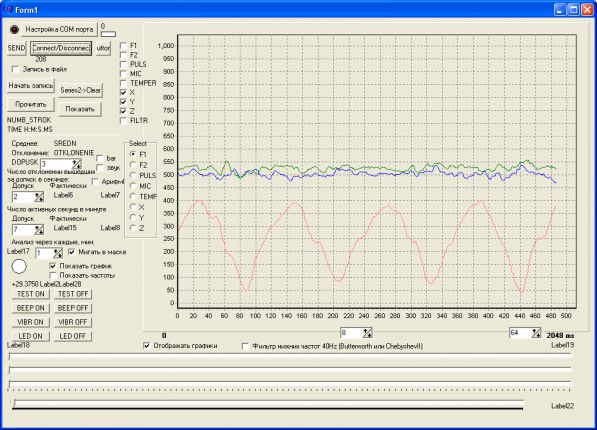 Form1
Настройка COM порта
0
SEND
Connect/Disconnect
utton
208
Запись в Файл
Начать запись
Series2->Clear
Прочитать
Показать
NUMB_STROK
TIME H:M:S.MS
F1
F2
PULS
MIC
TEMPER
X
Y
Z
FILTR
Среднее: SREDN
Отклонение: OTKLONENIE
DOPUSK 3
bar
звук
Число отклонений вышедших
за допуск в секунде:
Допуск Фактически
2 Label6 Label7
Число активных секунд в минуте
Допуск Фактически
7 Label15 Label8
Анализ через каждые, мин:
Label17 1 Мигать в маске
Показать график
Показать частоты
+29.3750 Label2Label28
TEST ON TEST OFF
BEEP ON BEEP OFF
VIBR ON VIBR OFF
LED ON LED OFF
Select
F1
F2
PULS
MIC
TEMF
X
Y
Z
1,000
950
900
850
800
750
700
650
600
550
500
450
400
350
300
250
200
150
100
50
0
0 20 40 60 80 100 120 140 160 180 200 220 240 260 280 300 320 340 360 380 400 420 440 460 480 500
0 8 64 2048 ms
Label18 Отображать графики Фильтр нижних частот 40Hz (Butterworth или ChebyshevII) Label19
Label22